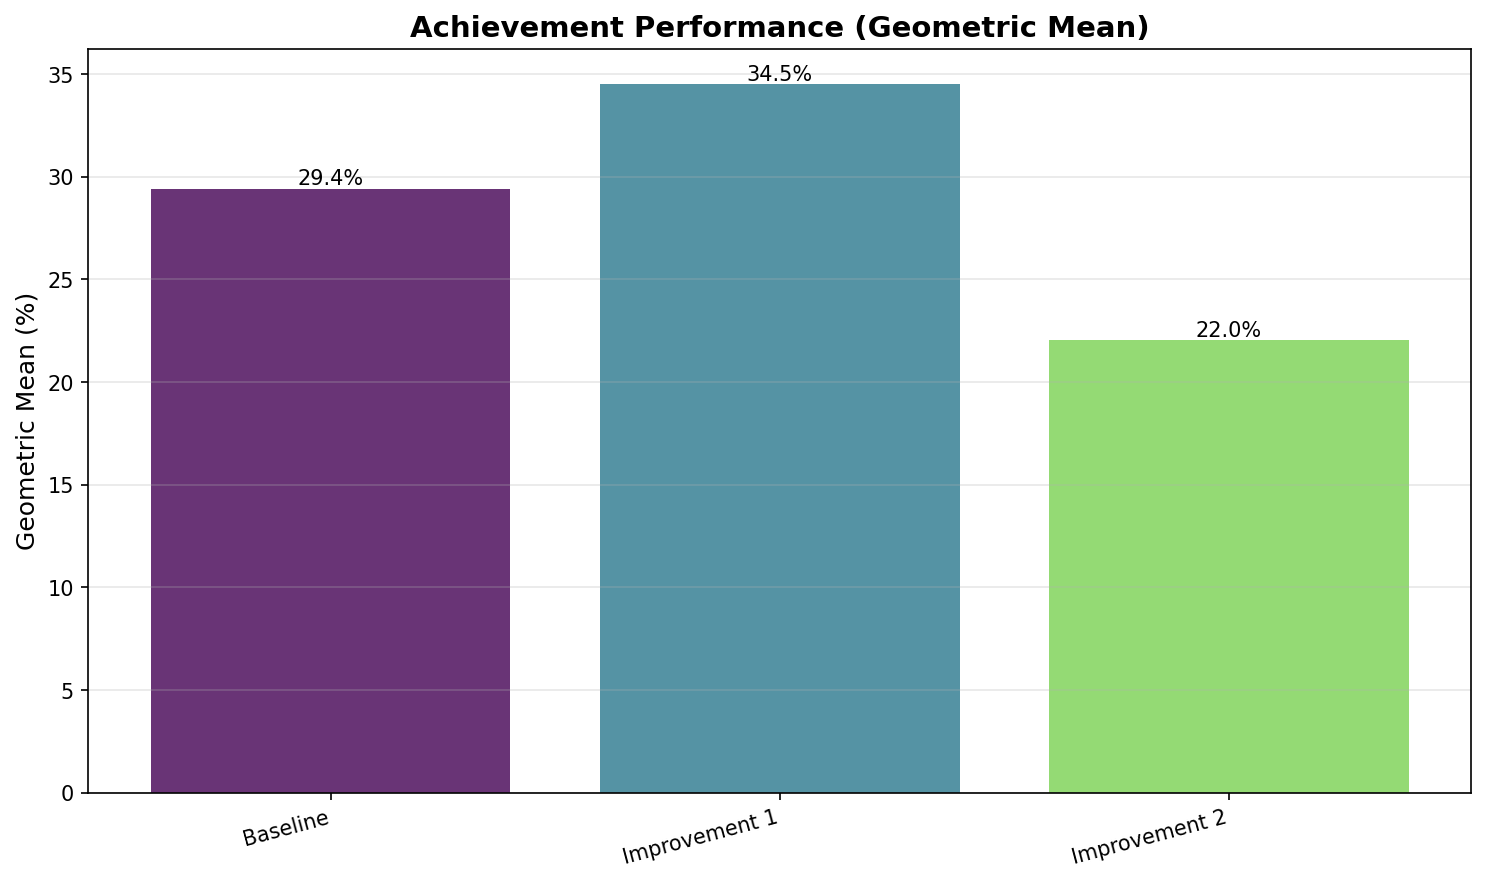 Achievement Performance (Geometric Mean)
Geometric Mean (%)
35
30
25
20
15
10
5
0
29.4%
34.5%
22.0%
Baseline
Improvement 1
Improvement 2